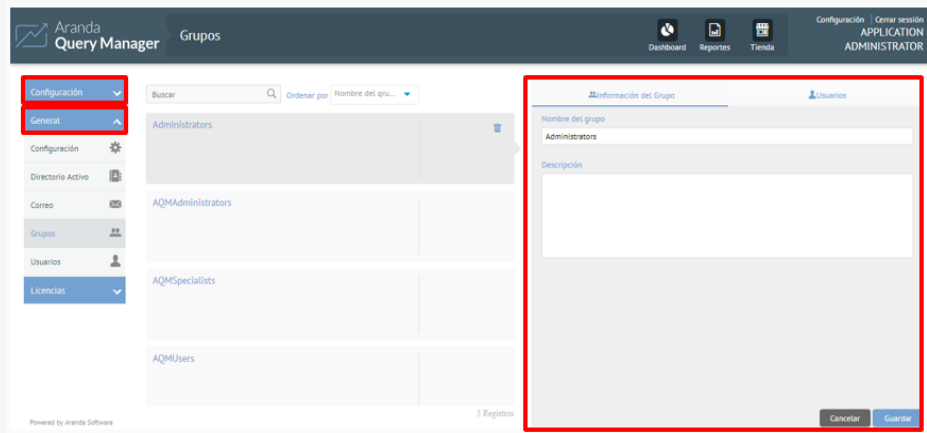 Aranda
Query Manager
Grupos
Dashboard
Reportes
Tienda
Configuración
Cerrar sesión
APPLICATION
ADMINISTRATOR
Configuración
General
Configuración
Directorio Activo
Correo
Grupos
Usuarios
Licencias
Powered by Aranda Software
Buscar
Ordenar por
Nombre del gru...
Administrators
AQMAdministrators
AQMSpecialists
AQMUsers
5 Registros
Información del Grupo
Usuarios
Nombre del grupo
Administrators
Descripción
Cancelar
Guardar